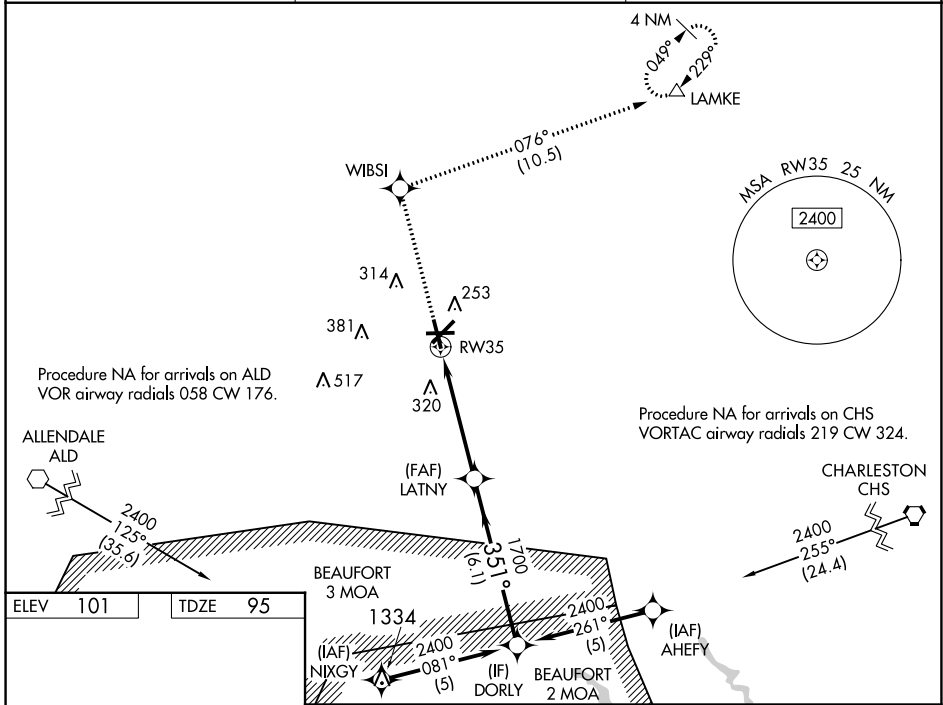 4 NM
049°
229°
LAMKE
076°
(10.5)
WIBSI
MSA RW35 25 NM
2400
314
253
381
RW35
517
320
Procedure NA for arrivals on ALD
VOR airway radials 058 CW 176.
Procedure NA for arrivals on CHS
VORTAC airway radials 219 CW 324.
ALLENDALE
ALD
(FAF)
LATNY
CHARLESTON
CHS
2400
125°
(35.6)
2400
255°
(24.4)
1700
351°
(6.1)
BEAUFORT
3 MOA
ELEV 101
TDZE 95
1334
2400
261°
(5)
(IAF)
AHEFY
(IAF)
NIXGY
2400
081°
(5)
(IF)
DORLY
BEAUFORT
2 MOA